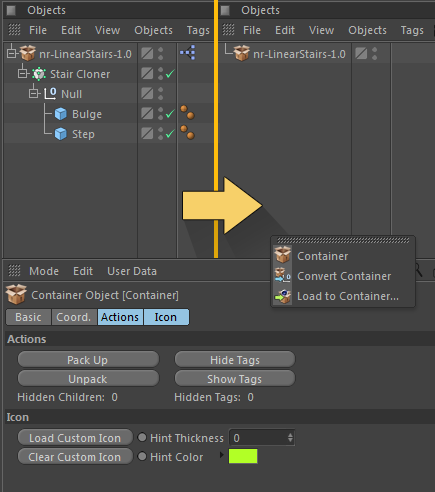 Objects
File Edit View Objects Tags
nr-LinearStairs-1.0
Stair Cloner
0 Null
Bulge
Step
Objects
File Edit View Objects
nr-LinearStairs-1.0
Container
0 Convert Container
Load to Container...
Mode Edit User Data
Container Object [Container]
Basic Coord. Actions Icon
Actions
Pack Up Hide Tags
Unpack Show Tags
Hidden Children: 0 Hidden Tags: 0
Icon
Load Custom Icon Hint Thickness 0
Clear Custom Icon Hint Color